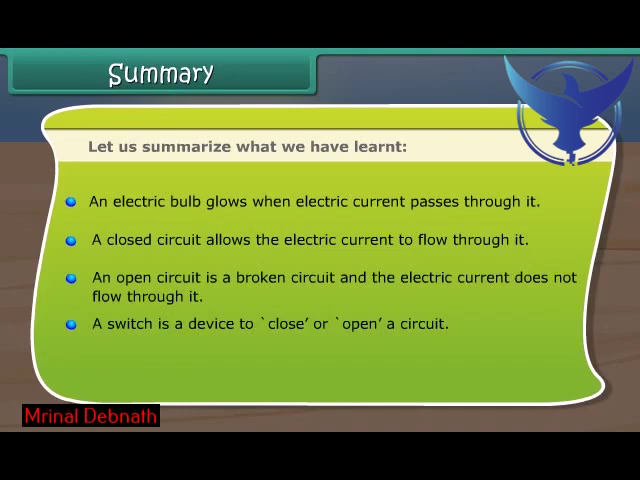 Summary
Let us summarize what we have learnt:
An electric bulb glows when electric current passes through it.
A closed circuit allows the electric current to flow through it.
An open circuit is a broken circuit and the electric current does not
flow through it.
A switch is a device to `close’ or `open’ a circuit.
Mrinal Debnath